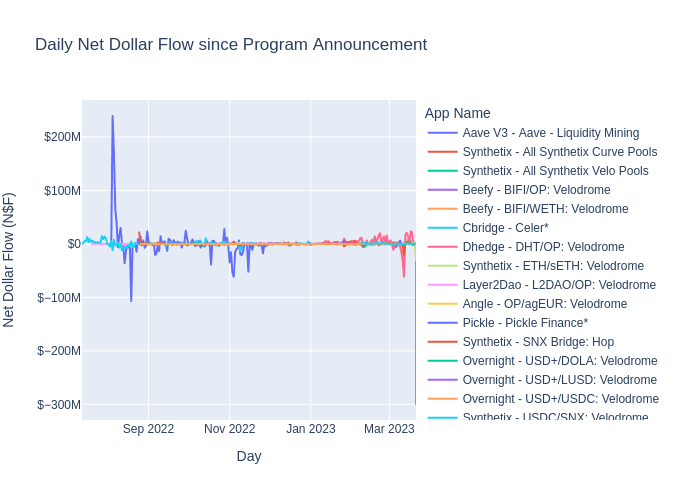 Daily Net Dollar Flow since Program Announcement
Net Dollar Flow (N$F)
$200M
$100M
$0
$−100M
$−200M
$−300M
Sep 2022
Nov 2022
Jan 2023
Mar 2023
Day
App Name
Aave V3 - Aave - Liquidity Mining
Synthetix - All Synthetix Curve Pools
Synthetix - All Synthetix Velo Pools
Beefy - BIFI/OP: Velodrome
Beefy - BIFI/WETH: Velodrome
Cbridge - Celer*
Dhedge - DHT/OP: Velodrome
Synthetix - ETH/sETH: Velodrome
Layer2Dao - L2DAO/OP: Velodrome
Angle - OP/agEUR: Velodrome
Pickle - Pickle Finance*
Synthetix - SNX Bridge: Hop
Overnight - USD+/DOLA: Velodrome
Overnight - USD+/LUSD: Velodrome
Overnight - USD+/USDC: Velodrome
Synthetix - USDC/SNX: Velodrome